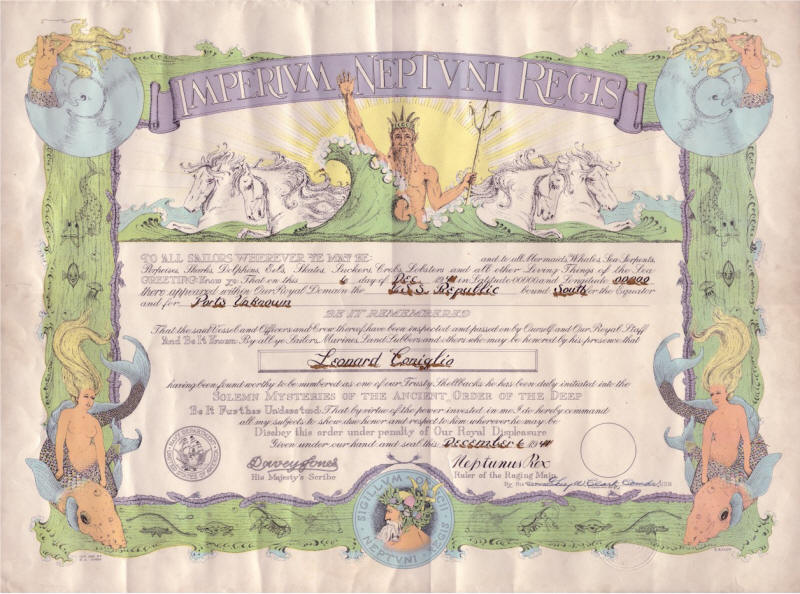 IMPERIVM NEPTVNI REGIS
TO ALL SAILORS WHEREVER YE MAY BE: and to all Mermaids, Whales, Sea Serpents,
Porpoises, Sharks, Dolphins, Eels, Skates, Suckers, Crabs, Lobsters and all other Living Things of the Sea
GREETING: Know ye: That on this 6 day of Dec 1944 in Latitude 00000 and Longitude 00000
there appeared within Our Royal Domain the U.S.S. Republic bound South for the Equator
and for Ports Unknown
BE IT REMEMBERED
That the said Vessel and Officers and Crew thereof have been inspected and passed on by Ourself and Our Royal Staff
And Be It Known: By all ye Sailors, Marines, Land Lubbers and others who may be honored by his presence that
Leonard Coniglio
having been found worthy to be numbered as one of our Trusty Shellbacks he has been duly initiated into the
SOLEMN MYSTERIES OF THE ANCIENT ORDER OF THE DEEP
Be It Further Understood: That by virtue of the power invested in me I do hereby command
all my subjects to show due honor and respect to him wherever he may be
Disobey this order under penalty of Our Royal Displeasure
Given under our hand and seal this December 6 1944
Davey Jones
His Majesty's Scribe
Neptunus Rex
Ruler of the Raging Main
By His
USN
SIGILLVM NEPTVNI REGIS